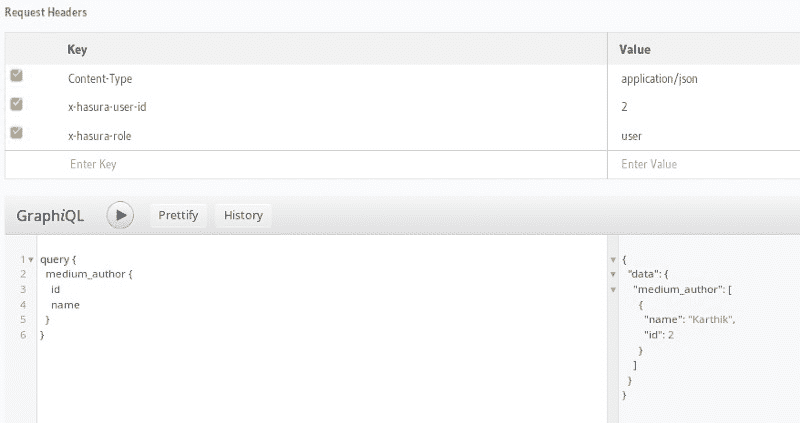 Request Headers
Key Value
Content-Type application/json
x-hasura-user-id 2
x-hasura-role user
Enter Key Enter Value
GraphiQL Prettify History
1 query {
2 medium_author {
3 id
4 name
5 }
6 }
{
"data": {
"medium_author": [
{
"name": "Karthik",
"id": 2
}
]
}
}